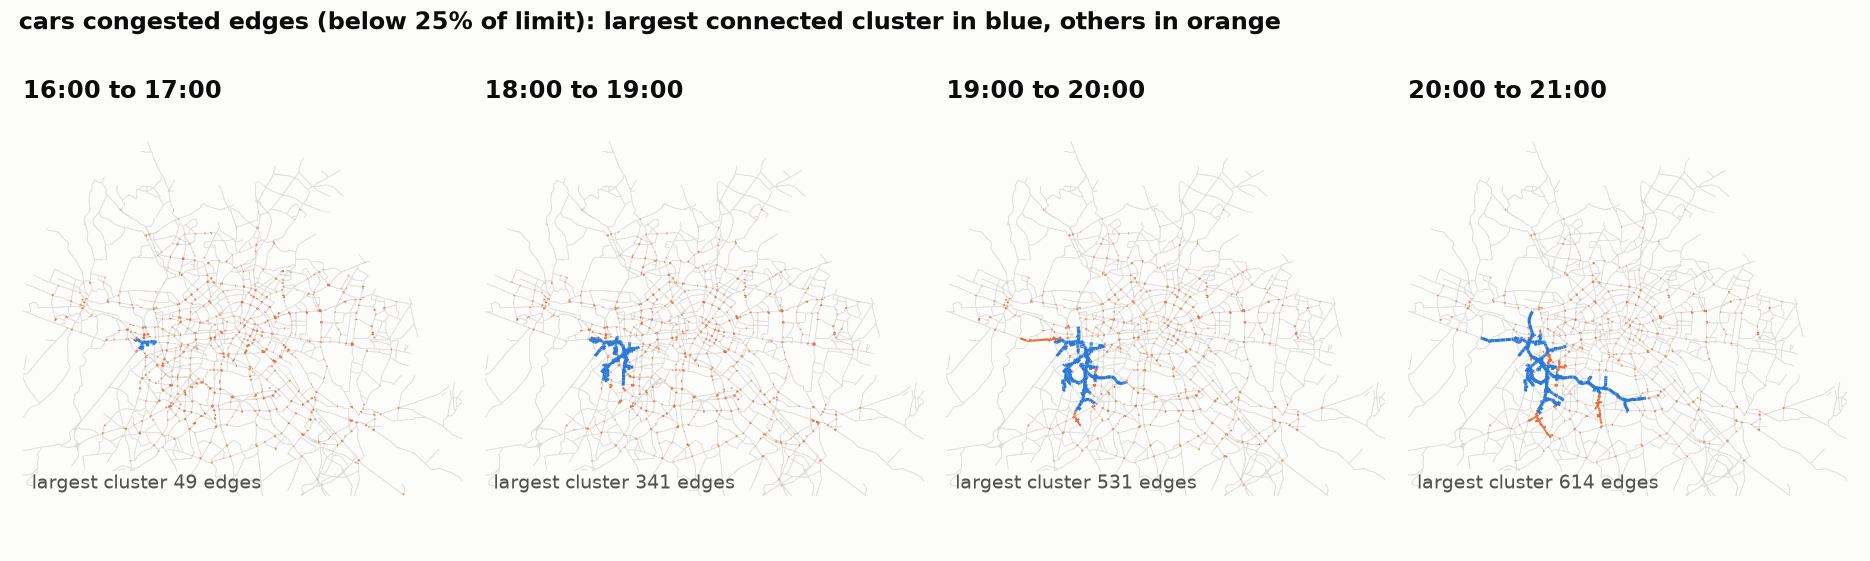 cars congested edges (below 25% of limit): largest connected cluster in blue, others in orange
16:00 to 17:00
18:00 to 19:00
19:00 to 20:00
20:00 to 21:00
largest cluster 49 edges
largest cluster 341 edges
largest cluster 531 edges
largest cluster 614 edges